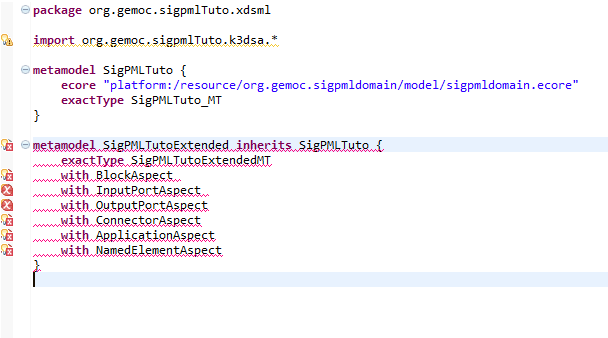 package org.gemoc.sigpmlTuto.xdsml
import org.gemoc.sigpmlTuto.k3dsa.*
metamodel SigPMLTuto {
ecore "platform:/resource/org.gemoc.sigpmldomain/model/sigpmldomain.ecore"
exactType SigPMLTuto_MT
}
metamodel SigPMLTutoExtended inherits SigPMLTuto {
exactType SigPMLTutoExtendedMT
with BlockAspect
with InputPortAspect
with OutputPortAspect
with ConnectorAspect
with ApplicationAspect
with NamedElementAspect
}